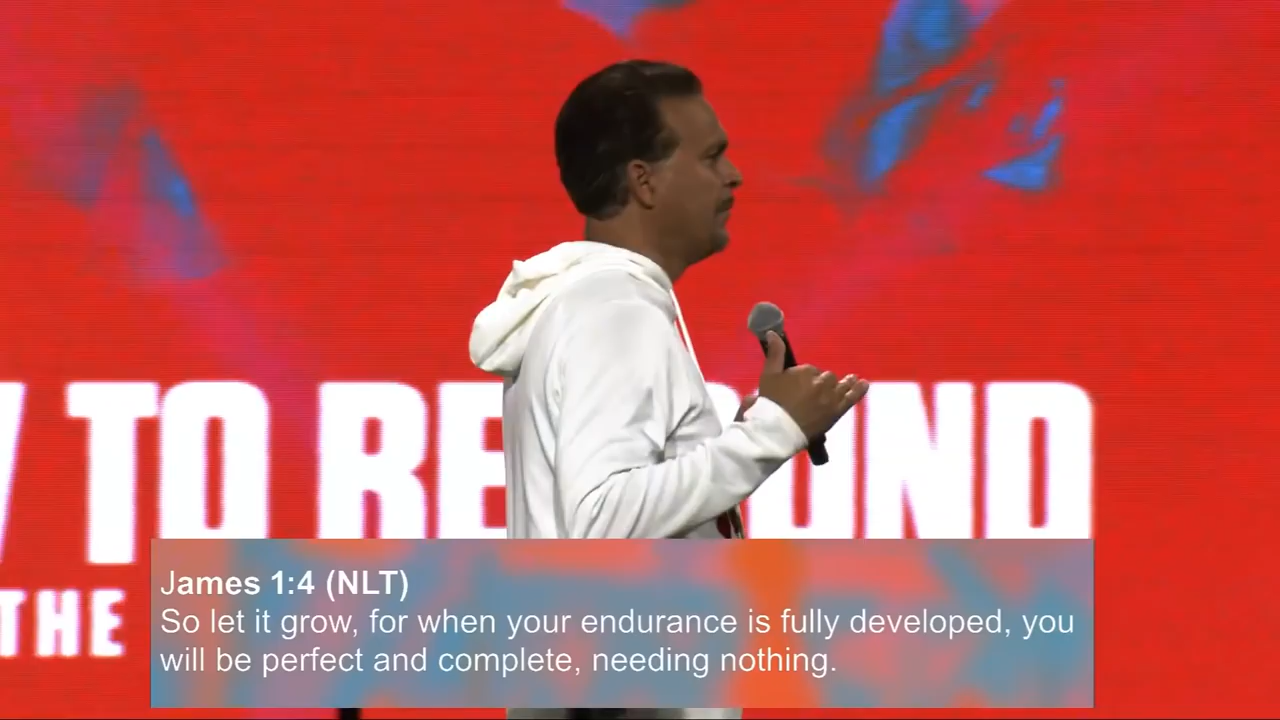 TO
THE
James 1:4 (NLT)
So let it grow, for when your endurance is fully developed, you
will be perfect and complete, needing nothing.